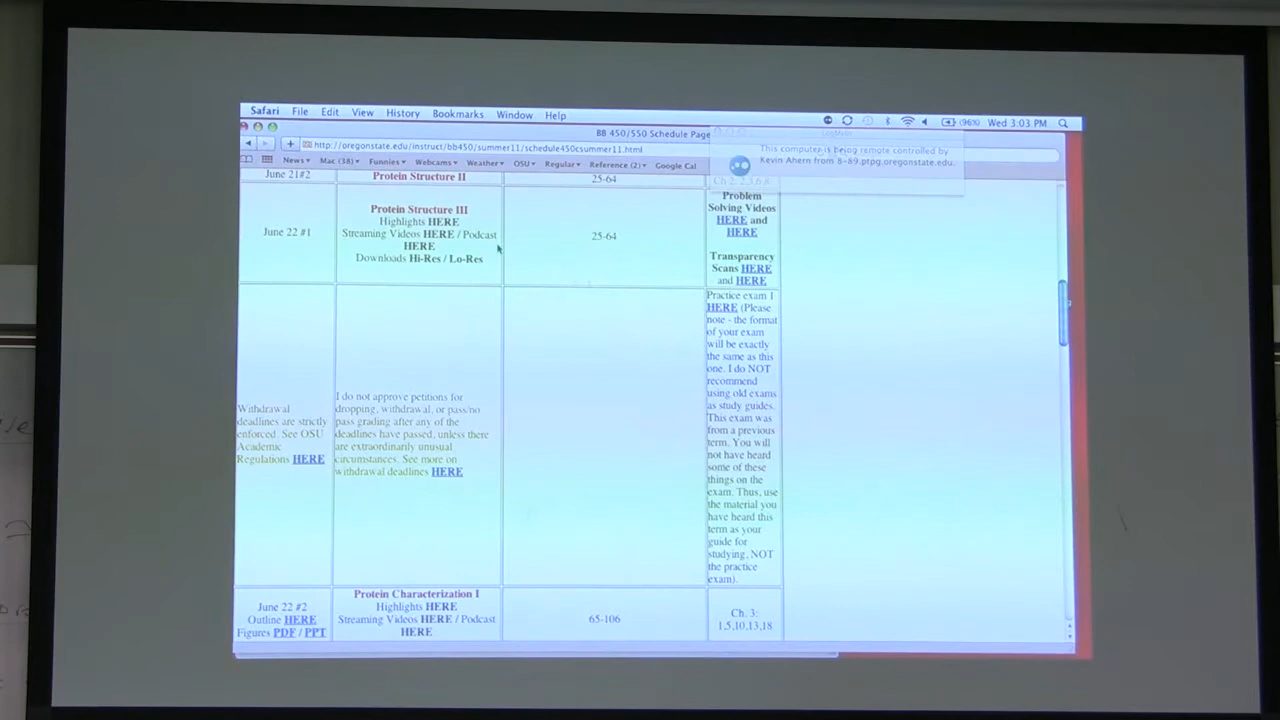 Safari File Edit View History Bookmarks Window Help
(96%) Wed 3:03 PM
BB 450/550 Schedule Page
http://oregonstate.edu/instruct/bb450/summer11/schedule450csummer11.html
This computer is being remote controlled by
Kevin Ahern from 8-89.ptpg.oregonstate.edu.
News Mac (38) Funnies Webcams Weather OSU Regular Reference (2) Google Cal
June 21#2
Protein Structure II
25-64
June 22 #1
Protein Structure III
Highlights HERE
Streaming Videos HERE / Podcast
HERE
Downloads Hi-Res / Lo-Res
25-64
Problem
Solving Videos
HERE and
HERE
Transparency
Scans HERE
and HERE
Withdrawal
deadlines are strictly
enforced. See OSU
Academic
Regulations HERE
I do not approve petitions for
dropping, withdrawal, or pass/no
pass grading after any of the
deadlines have passed, unless there
are extraordinarily unusual
circumstances. See more on
withdrawal deadlines HERE
Practice exam 1
HERE (Please
note - the format
of your exam
will be exactly
the same as this
one. I do NOT
recommend
using old exams
as study guides.
This exam was
from a previous
term. You will
not have heard
some of these
things on the
exam. Thus, use
the material you
have heard this
term as your
guide for
studying, NOT
the practice
exam).
June 22 #2
Outline HERE
Figures PDF / PPT
Protein Characterization I
Highlights HERE
Streaming Videos HERE / Podcast
HERE
65-106
Ch. 3:
1,5,10,13,18